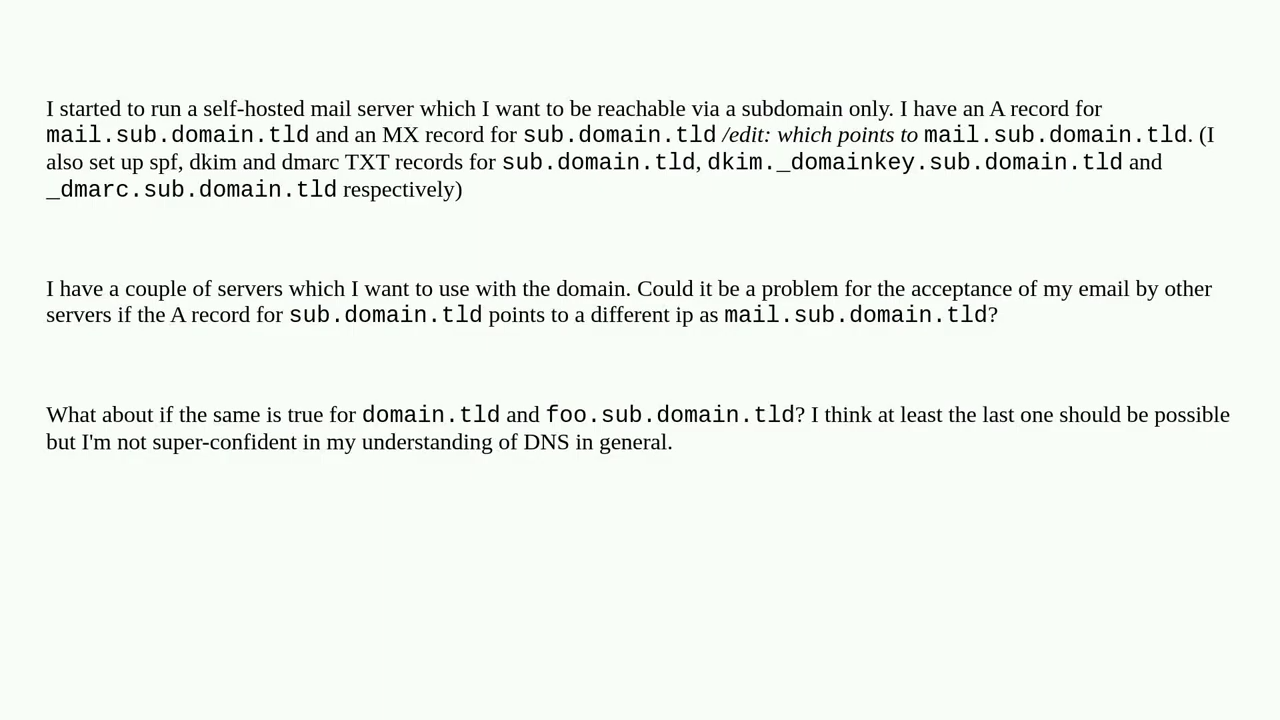 I started to run a self-hosted mail server which I want to be reachable via a subdomain only. I have an A record for
mail.sub.domain.tld and an MX record for sub.domain.tld /edit: which points to mail.sub.domain.tld. (I
also set up spf, dkim and dmarc TXT records for sub.domain.tld, dkim._domainkey.sub.domain.tld and
_dmarc.sub.domain.tld respectively)
I have a couple of servers which I want to use with the domain. Could it be a problem for the acceptance of my email by other
servers if the A record for sub.domain.tld points to a different ip as mail.sub.domain.tld?
What about if the same is true for domain.tld and foo.sub.domain.tld? I think at least the last one should be possible
but I'm not super-confident in my understanding of DNS in general.